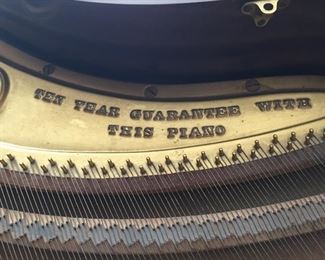 TEN YEAR GUARANTEE WITH
THIS PIANO